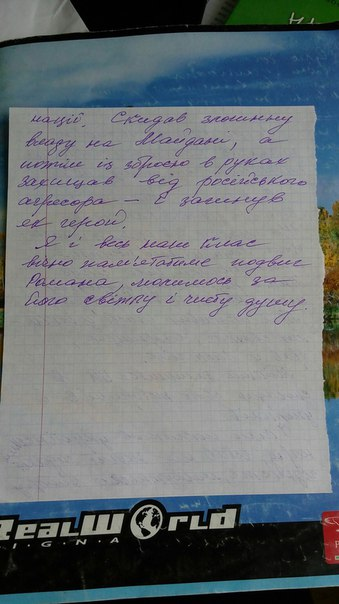 нації. Скидав злочинну
владу на Майдані, а
потім із зброєю в руках
захищав від російського
агресора – і загинув
як герой.
Я і весь наш клас
вічно пам'ятатиме подвиг
Романа, молимось за
його світлу і чисту душу.
REALWORLD
SIGNA